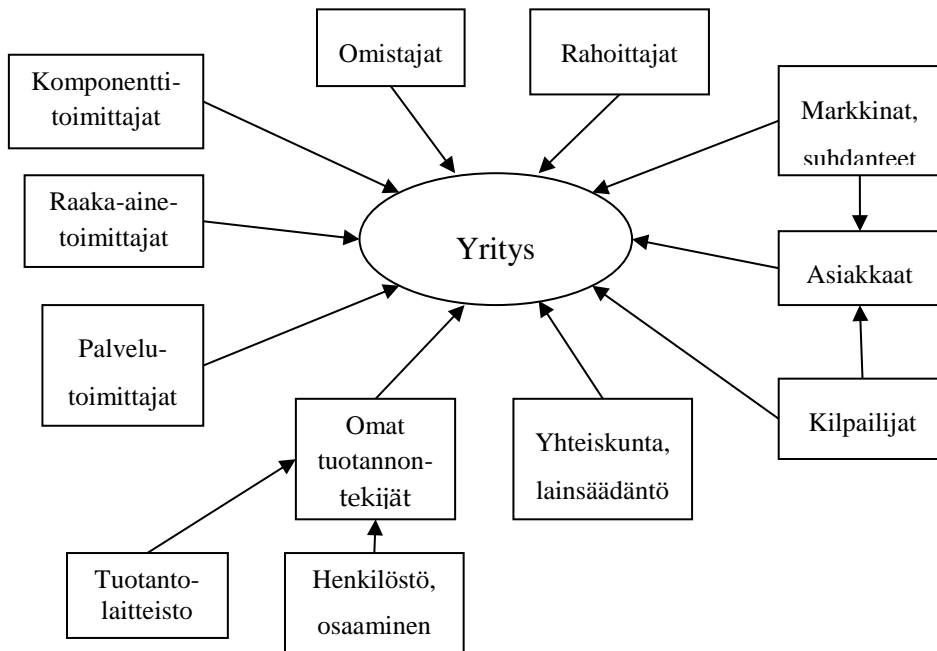 Omistajat
Rahoittajat
Komponentti-
toimittajat
Markkinat,
suhdanteet
Raaka-aine-
toimittajat
Yritys
Asiakkaat
Palvelu-
toimittajat
Omat
tuotannon-
tekijät
Yhteiskunta,
lainsäädäntö
Kilpailijat
Tuotanto-
laitteisto
Henkilöstö,
osaaminen